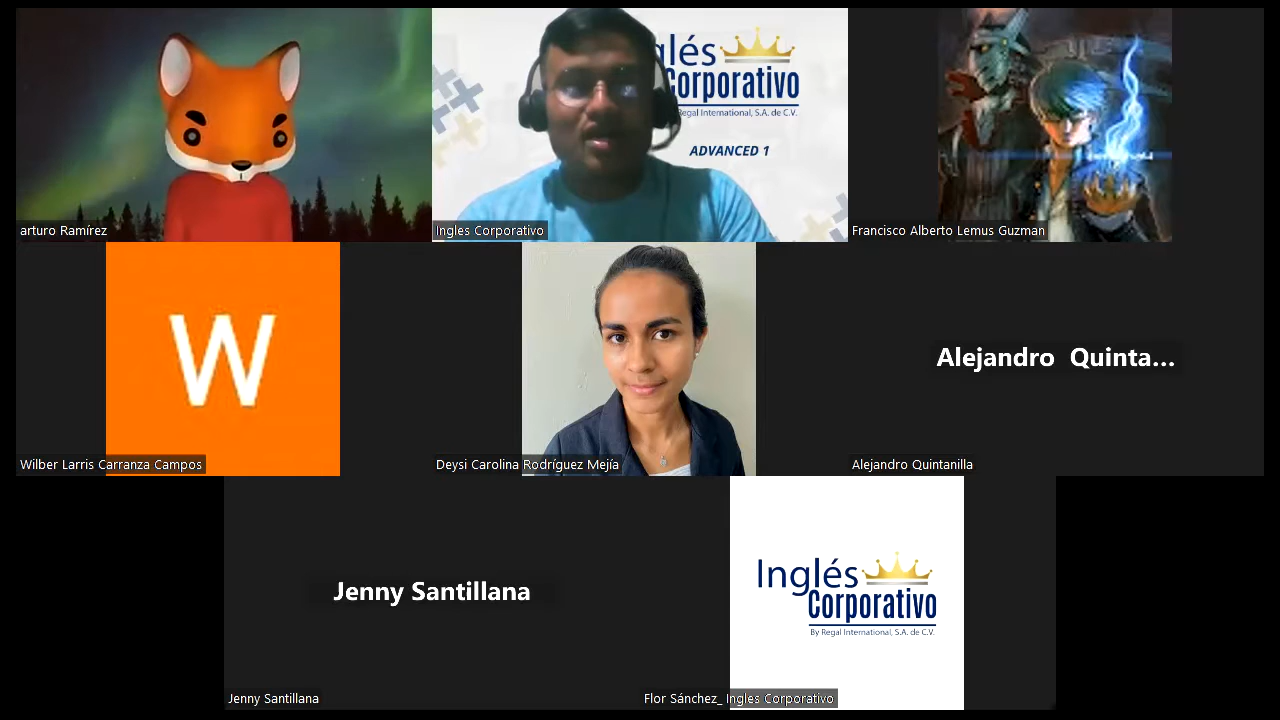 glés
Corporativo
Regal International, S.A. de C.V.
ADVANCED 1
arturo Ramírez
Ingles Corporativo
Francisco Alberto Lemus Guzman
W
Wilber Larris Carranza Campos
Deysi Carolina Rodríguez Mejía
Alejandro Quinta...
Alejandro Quintanilla
Jenny Santillana
Jenny Santillana
Inglés
Corporativo
By Regal International, S.A. de C.V.
Flor Sánchez_ Ingles Corporativo